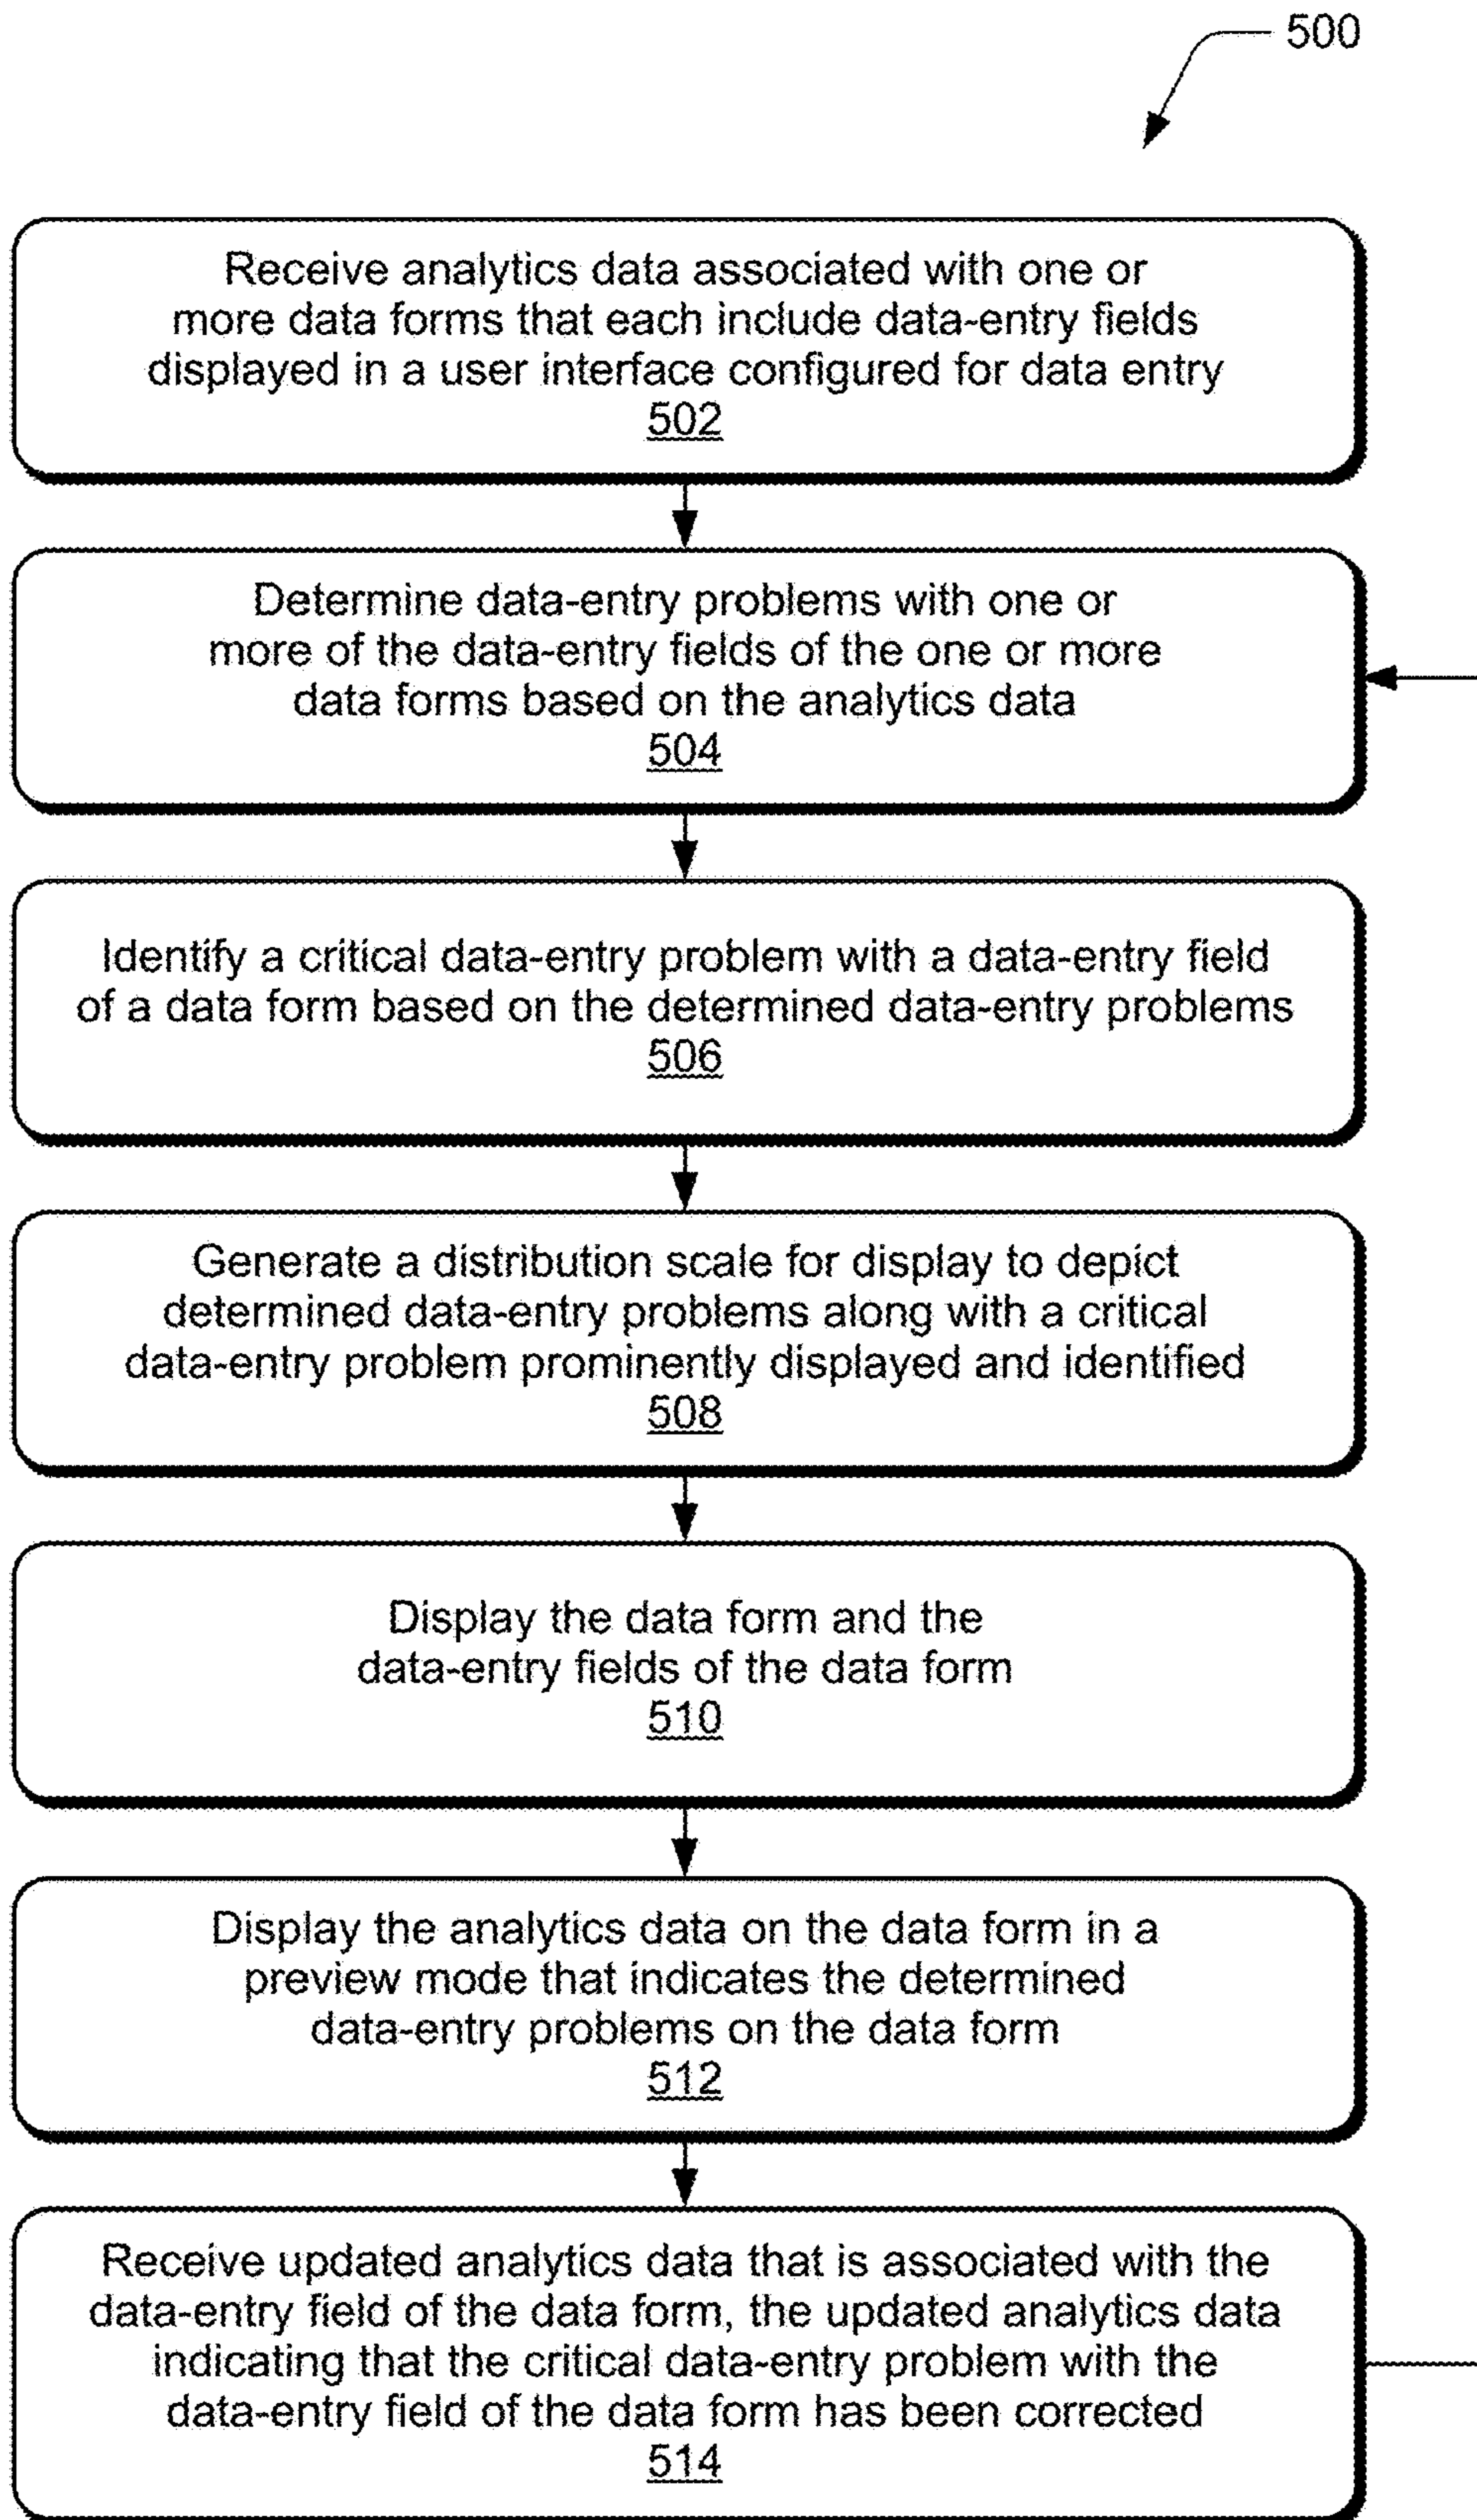 500
Receive analytics data associated with one or
more data forms that each include data-entry fields
displayed in a user interface configured for data entry
502
Determine data-entry problems with one or
more of the data-entry fields of the one or more
data forms based on the analytics data
504
Identify a critical data-entry problem with a data-entry field
of a data form based on the determined data-entry problems
506
Generate a distribution scale for display to depict
determined data-entry problems along with a critical
data-entry problem prominently displayed and identified
508
Display the data form and the
data-entry fields of the data form
510
Display the analytics data on the data form in a
preview mode that indicates the determined
data-entry problems on the data form
512
Receive updated analytics data that is associated with the
data-entry field of the data form, the updated analytics data
indicating that the critical data-entry problem with the
data-entry field of the data form has been corrected
514